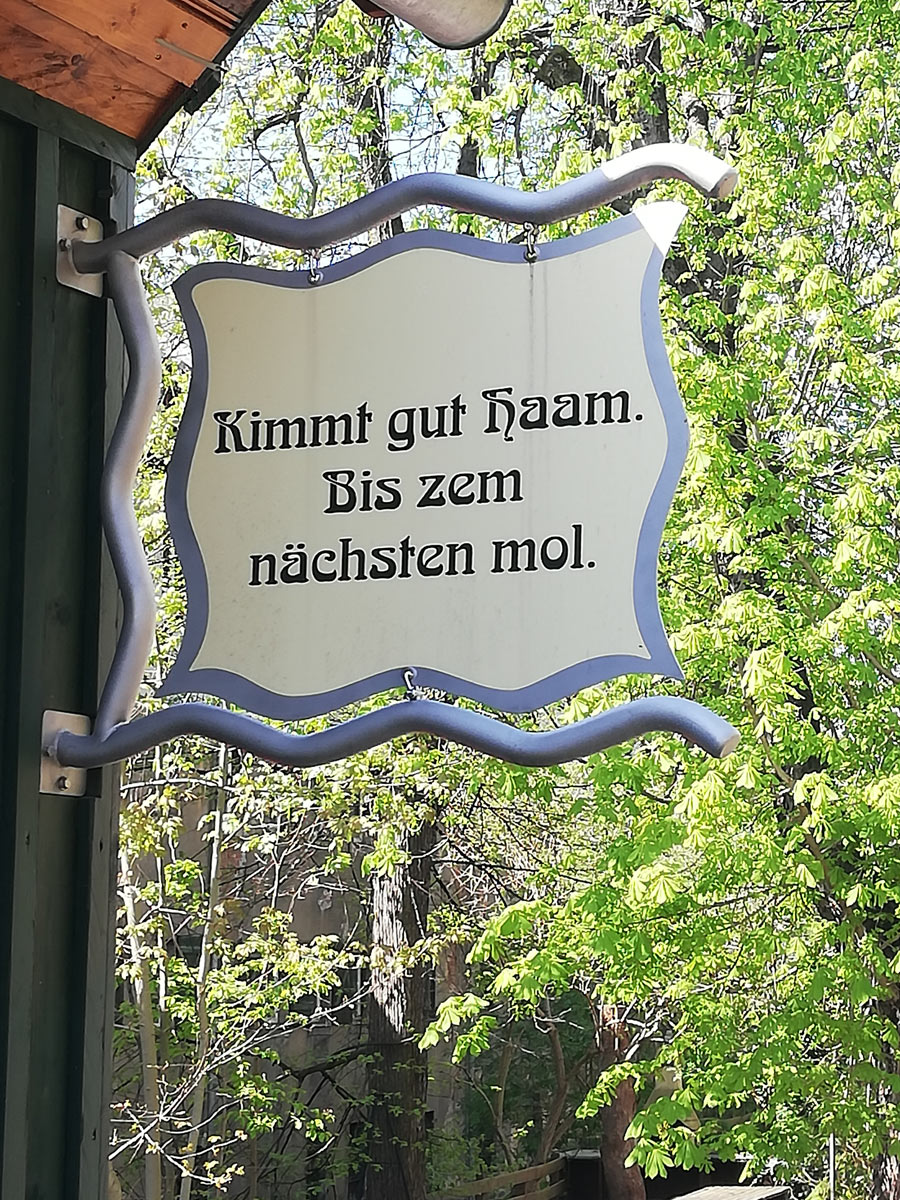 Kimmt gut Haam.
Bis zem
nächsten mol.